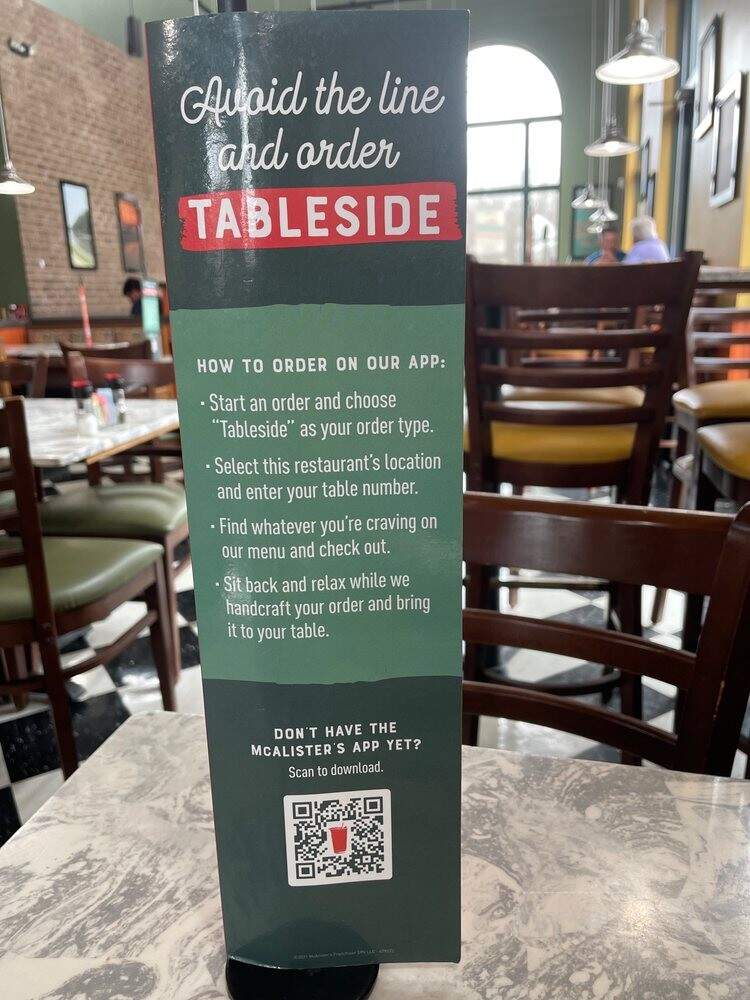 Avoid the line
and order
TABLESIDE
HOW TO ORDER ON OUR APP:
· Start an order and choose
"Tableside" as your order type.
· Select this restaurant's location
and enter your table number.
· Find whatever you're craving on
our menu and check out.
· Sit back and relax while we
handcraft your order and bring
it to your table.
DON'T HAVE THE
MCALISTER'S APP YET?
Scan to download.